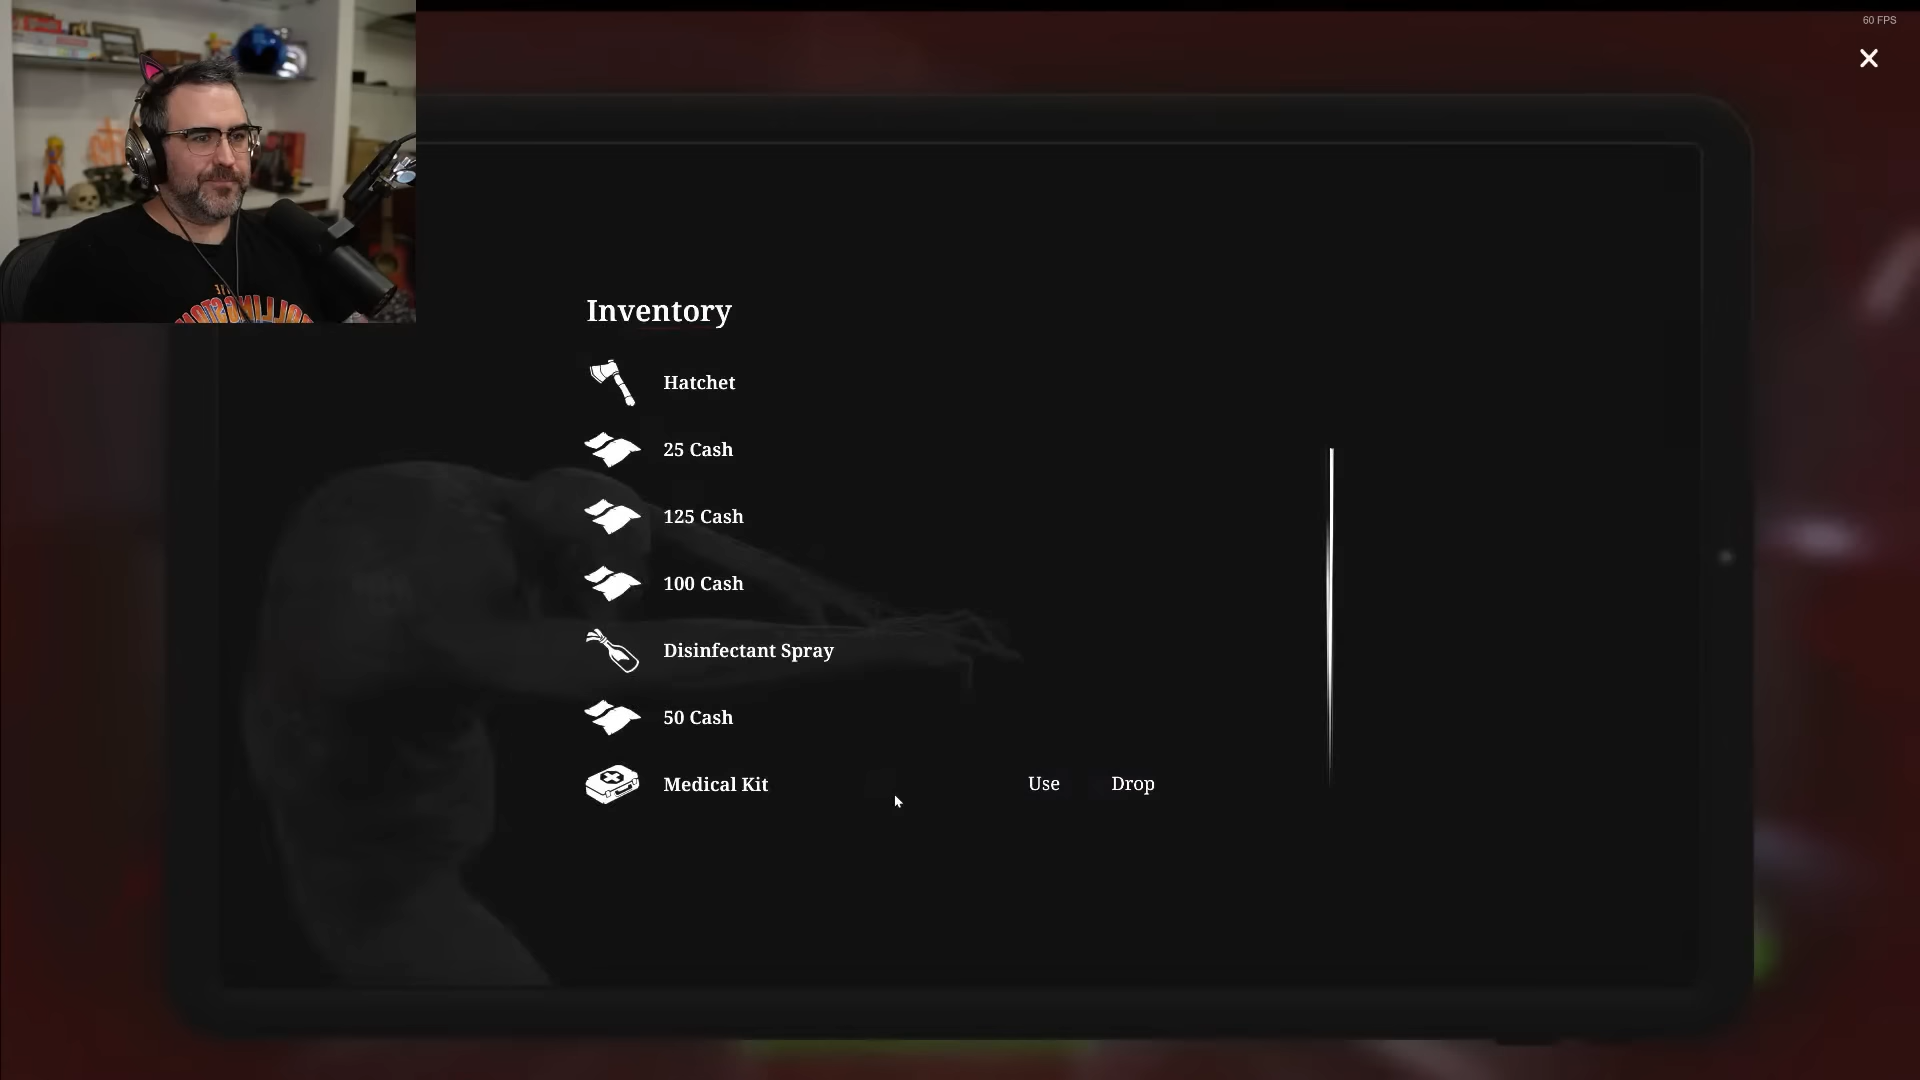 60 FPS
Inventory
Hatchet
25 Cash
125 Cash
100 Cash
Disinfectant Spray
50 Cash
Medical Kit Use Drop